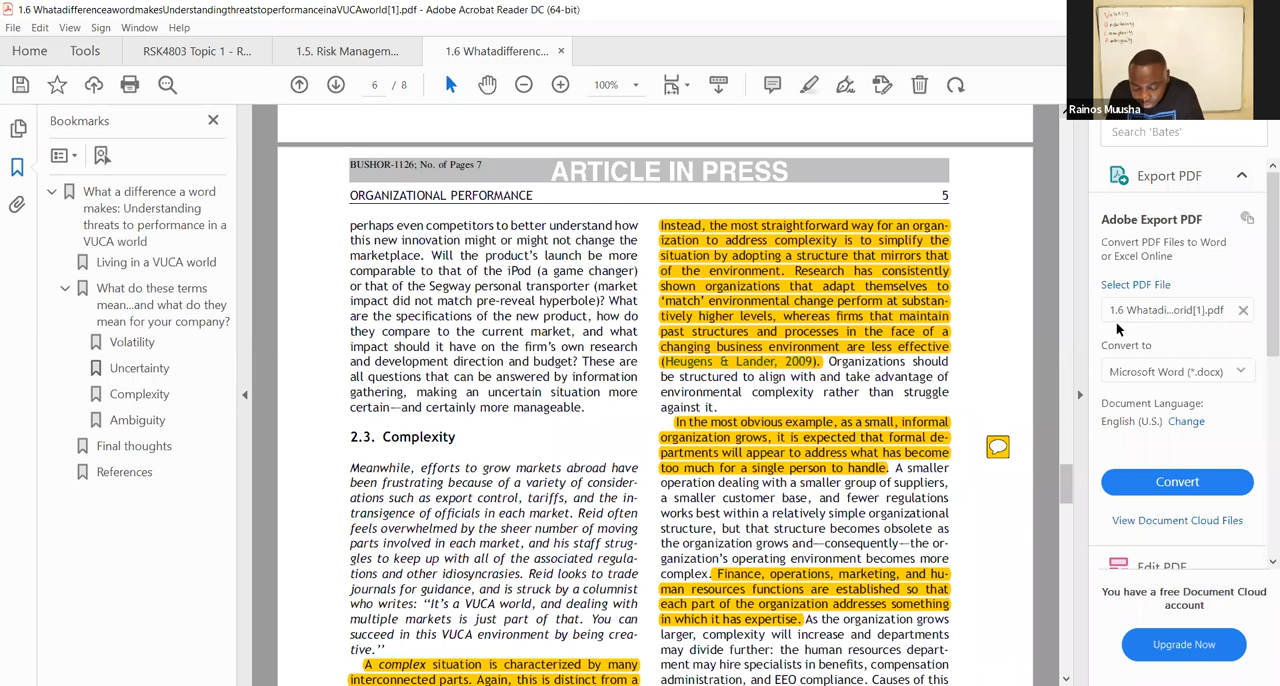 1.6 WhatadifferenceawordmakesUnderstandingthreatstoperformanceinaVUCAworld[1].pdf - Adobe Acrobat Reader DC (64-bit)
File Edit View Sign Window Help
Home Tools RSK4803 Topic 1 - R... 1.5. Risk Managem... 1.6 Whatadifferenc... ×
6 / 8 100%
Rainos Muusha
Volatility
Uncertainty
Complexity
Ambiguity
Bookmarks
What a difference a word
makes: Understanding
threats to performance in a
VUCA world
Living in a VUCA world
What do these terms
mean...and what do they
mean for your company?
Volatility
Uncertainty
Complexity
Ambiguity
Final thoughts
References
BUSHOR-1126; No. of Pages 7
ARTICLE IN PRESS
ORGANIZATIONAL PERFORMANCE 5
perhaps even competitors to better understand how
this new innovation might or might not change the
marketplace. Will the product's launch be more
comparable to that of the iPod (a game changer)
or that of the Segway personal transporter (market
impact did not match pre-reveal hyperbole)? What
are the specifications of the new product, how do
they compare to the current market, and what
impact should it have on the firm's own research
and development direction and budget? These are
all questions that can be answered by information
gathering, making an uncertain situation more
certain—and certainly more manageable.
2.3. Complexity
Meanwhile, efforts to grow markets abroad have
been frustrating because of a variety of consider-
ations such as export control, tariffs, and the in-
transigence of officials in each market. Reid often
feels overwhelmed by the sheer number of moving
parts involved in each market, and his staff strug-
gles to keep up with all of the associated regula-
tions and other idiosyncrasies. Reid looks to trade
journals for guidance, and is struck by a columnist
who writes: ‘‘It's a VUCA world, and dealing with
multiple markets is just part of that. You can
succeed in this VUCA environment by being crea-
tive.’’
A complex situation is characterized by many
interconnected parts. Again, this is distinct from a
Instead, the most straightforward way for an organ-
ization to address complexity is to simplify the
situation by adopting a structure that mirrors that
of the environment. Research has consistently
shown organizations that adapt themselves to
‘match’ environmental change perform at substan-
tively higher levels, whereas firms that maintain
past structures and processes in the face of a
changing business environment are less effective
(Heugens & Lander, 2009). Organizations should
be structured to align with and take advantage of
environmental complexity rather than struggle
against it.
In the most obvious example, as a small, informal
organization grows, it is expected that formal de-
partments will appear to address what has become
too much for a single person to handle. A smaller
operation dealing with a smaller group of suppliers,
a smaller customer base, and fewer regulations
works best within a relatively simple organizational
structure, but that structure becomes obsolete as
the organization grows and—consequently—the or-
ganization's operating environment becomes more
complex. Finance, operations, marketing, and hu-
man resources functions are established so that
each part of the organization addresses something
in which it has expertise. As the organization grows
larger, complexity will increase and departments
may divide further: the human resources depart-
ment may hire specialists in benefits, compensation
administration, and EEO compliance. Causes of this
Search 'Bates'
Export PDF
Adobe Export PDF
Convert PDF Files to Word
or Excel Online
Select PDF File
1.6 Whatadi...orld[1].pdf
Convert to
Microsoft Word (*.docx)
Document Language:
English (U.S.) Change
Convert
View Document Cloud Files
Edit PDF
You have a free Document Cloud
account
Upgrade Now